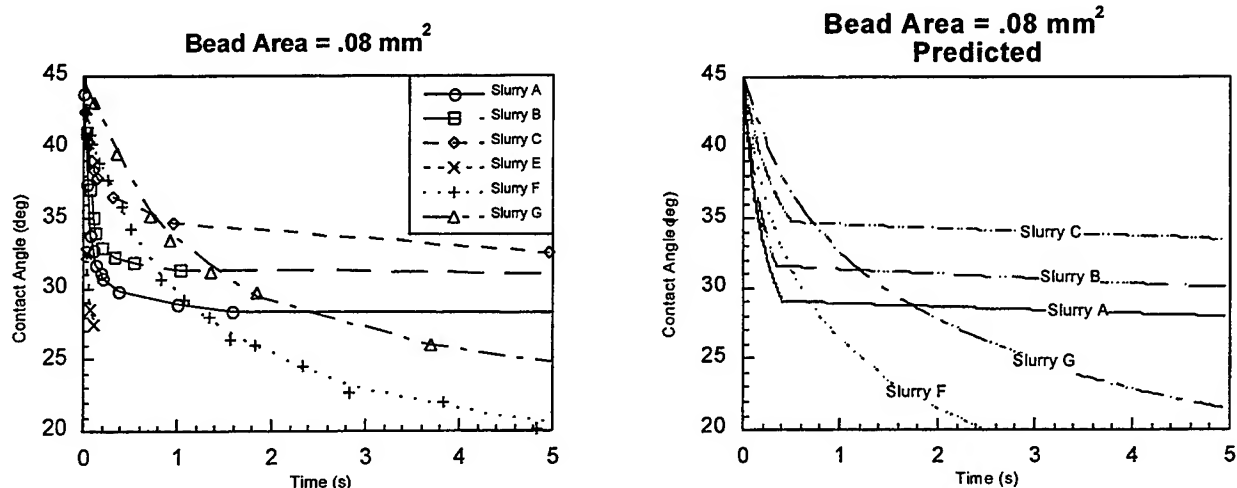 Bead Area = .08 mm²
45
40
35
30
25
20
Contact Angle (deg)
0
1
2
3
4
5
Time (s)
Slurry A
Slurry B
Slurry C
Slurry E
Slurry F
Slurry G
Bead Area = .08 mm²
Predicted
45
40
35
30
25
20
Contact Angle (deg)
0
1
2
3
4
5
Time (s)
Slurry C
Slurry B
Slurry A
Slurry G
Slurry F